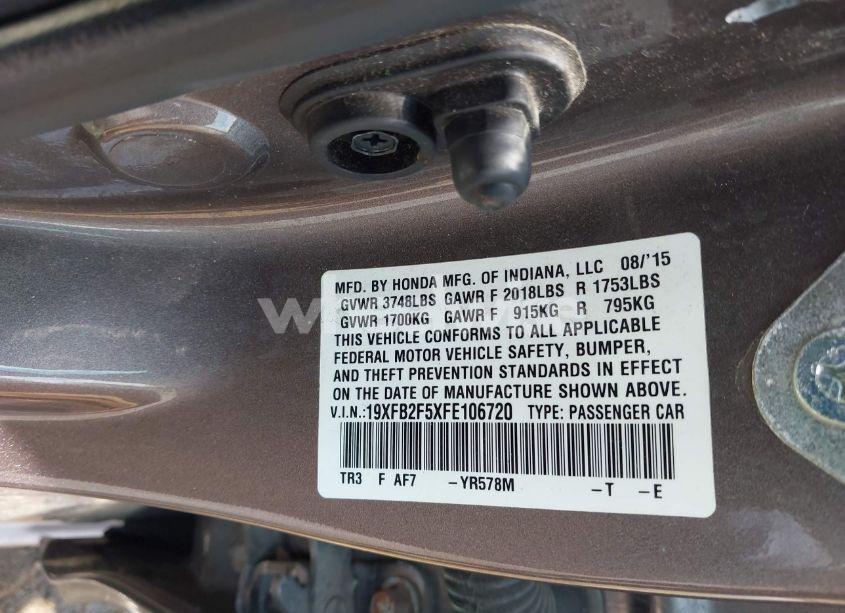 MFD. BY HONDA MFG. OF INDIANA, LLC 08/'15
GVWR 3748LBS GAWR F 2018LBS R 1753LBS
GVWR 1700KG GAWR F 915KG R 795KG
THIS VEHICLE CONFORMS TO ALL APPLICABLE
FEDERAL MOTOR VEHICLE SAFETY, BUMPER,
AND THEFT PREVENTION STANDARDS IN EFFECT
ON THE DATE OF MANUFACTURE SHOWN ABOVE.
V.I.N.:19XFB2F5XFE106720 TYPE: PASSENGER CAR
TR3 F AF7 -YR578M -T -E